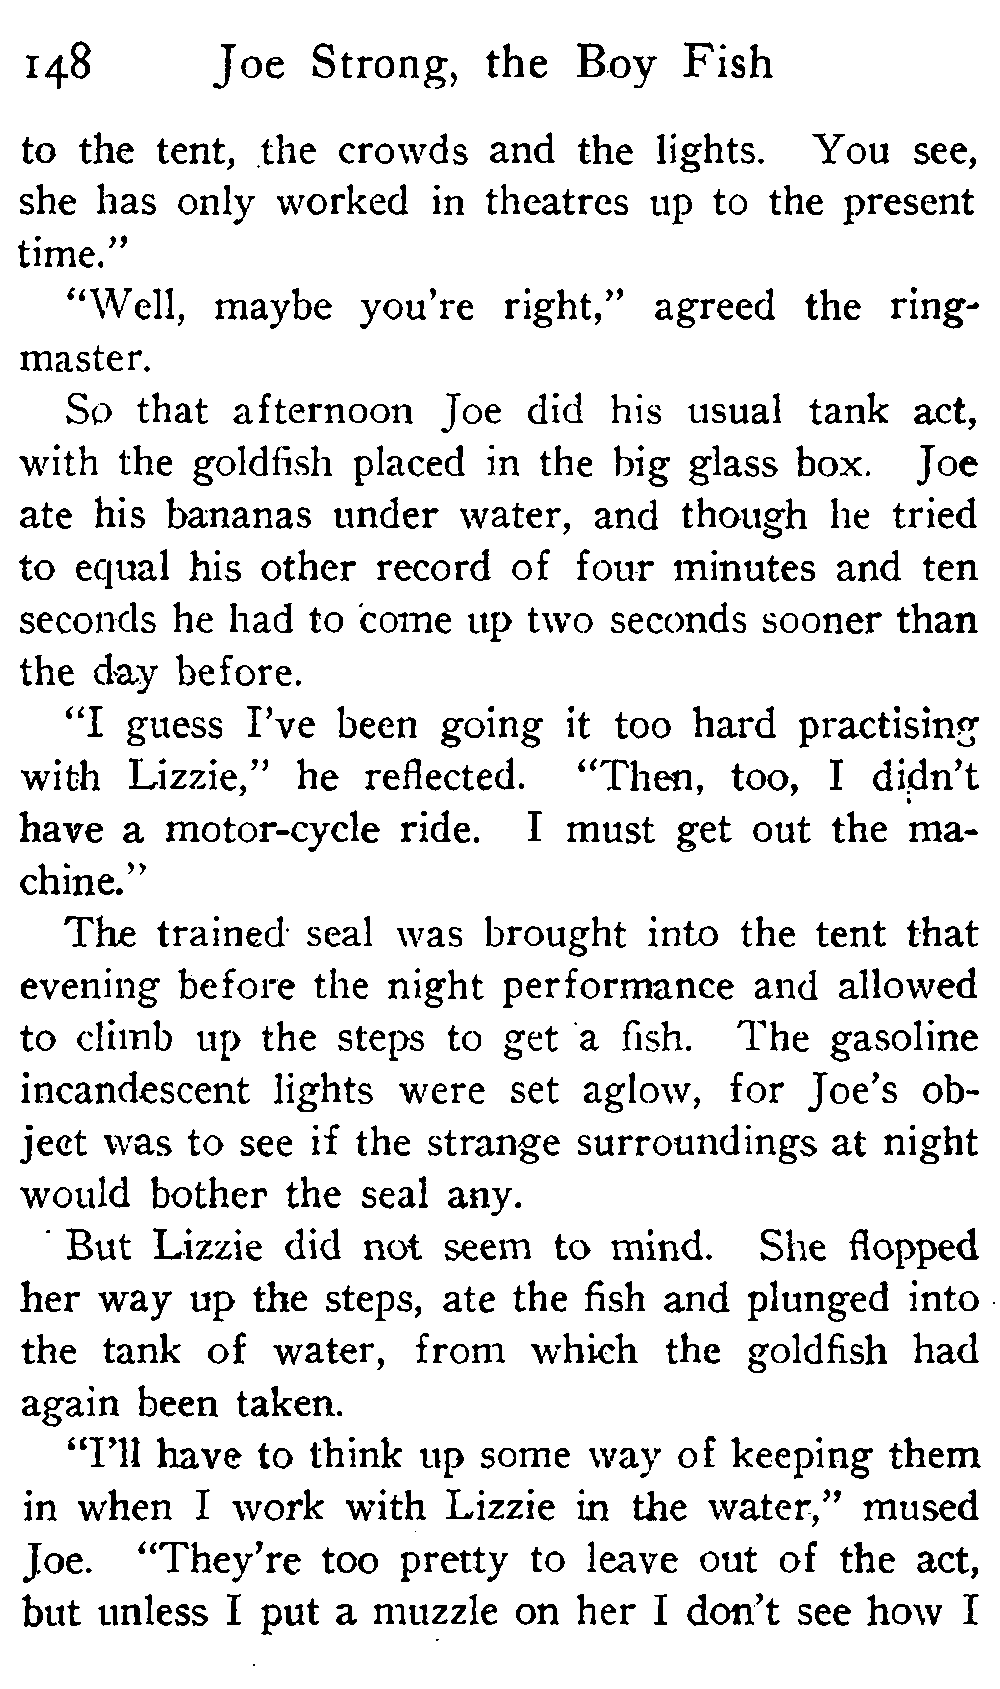 148 Joe Strong, the Boy Fish
to the tent, the crowds and the lights. You see,
she has only worked in theatres up to the present
time."
"Well, maybe you're right," agreed the ring-
master.
So that afternoon Joe did his usual tank act,
with the goldfish placed in the big glass box. Joe
ate his bananas under water, and though he tried
to equal his other record of four minutes and ten
seconds he had to come up two seconds sooner than
the day before.
"I guess I've been going it too hard practising
with Lizzie," he reflected. "Then, too, I didn't
have a motor-cycle ride. I must get out the ma-
chine."
The trained seal was brought into the tent that
evening before the night performance and allowed
to climb up the steps to get a fish. The gasoline
incandescent lights were set aglow, for Joe's ob-
ject was to see if the strange surroundings at night
would bother the seal any.
But Lizzie did not seem to mind. She flopped
her way up the steps, ate the fish and plunged into
the tank of water, from which the goldfish had
again been taken.
"I'll have to think up some way of keeping them
in when I work with Lizzie in the water," mused
Joe. "They're too pretty to leave out of the act,
but unless I put a muzzle on her I don't see how I